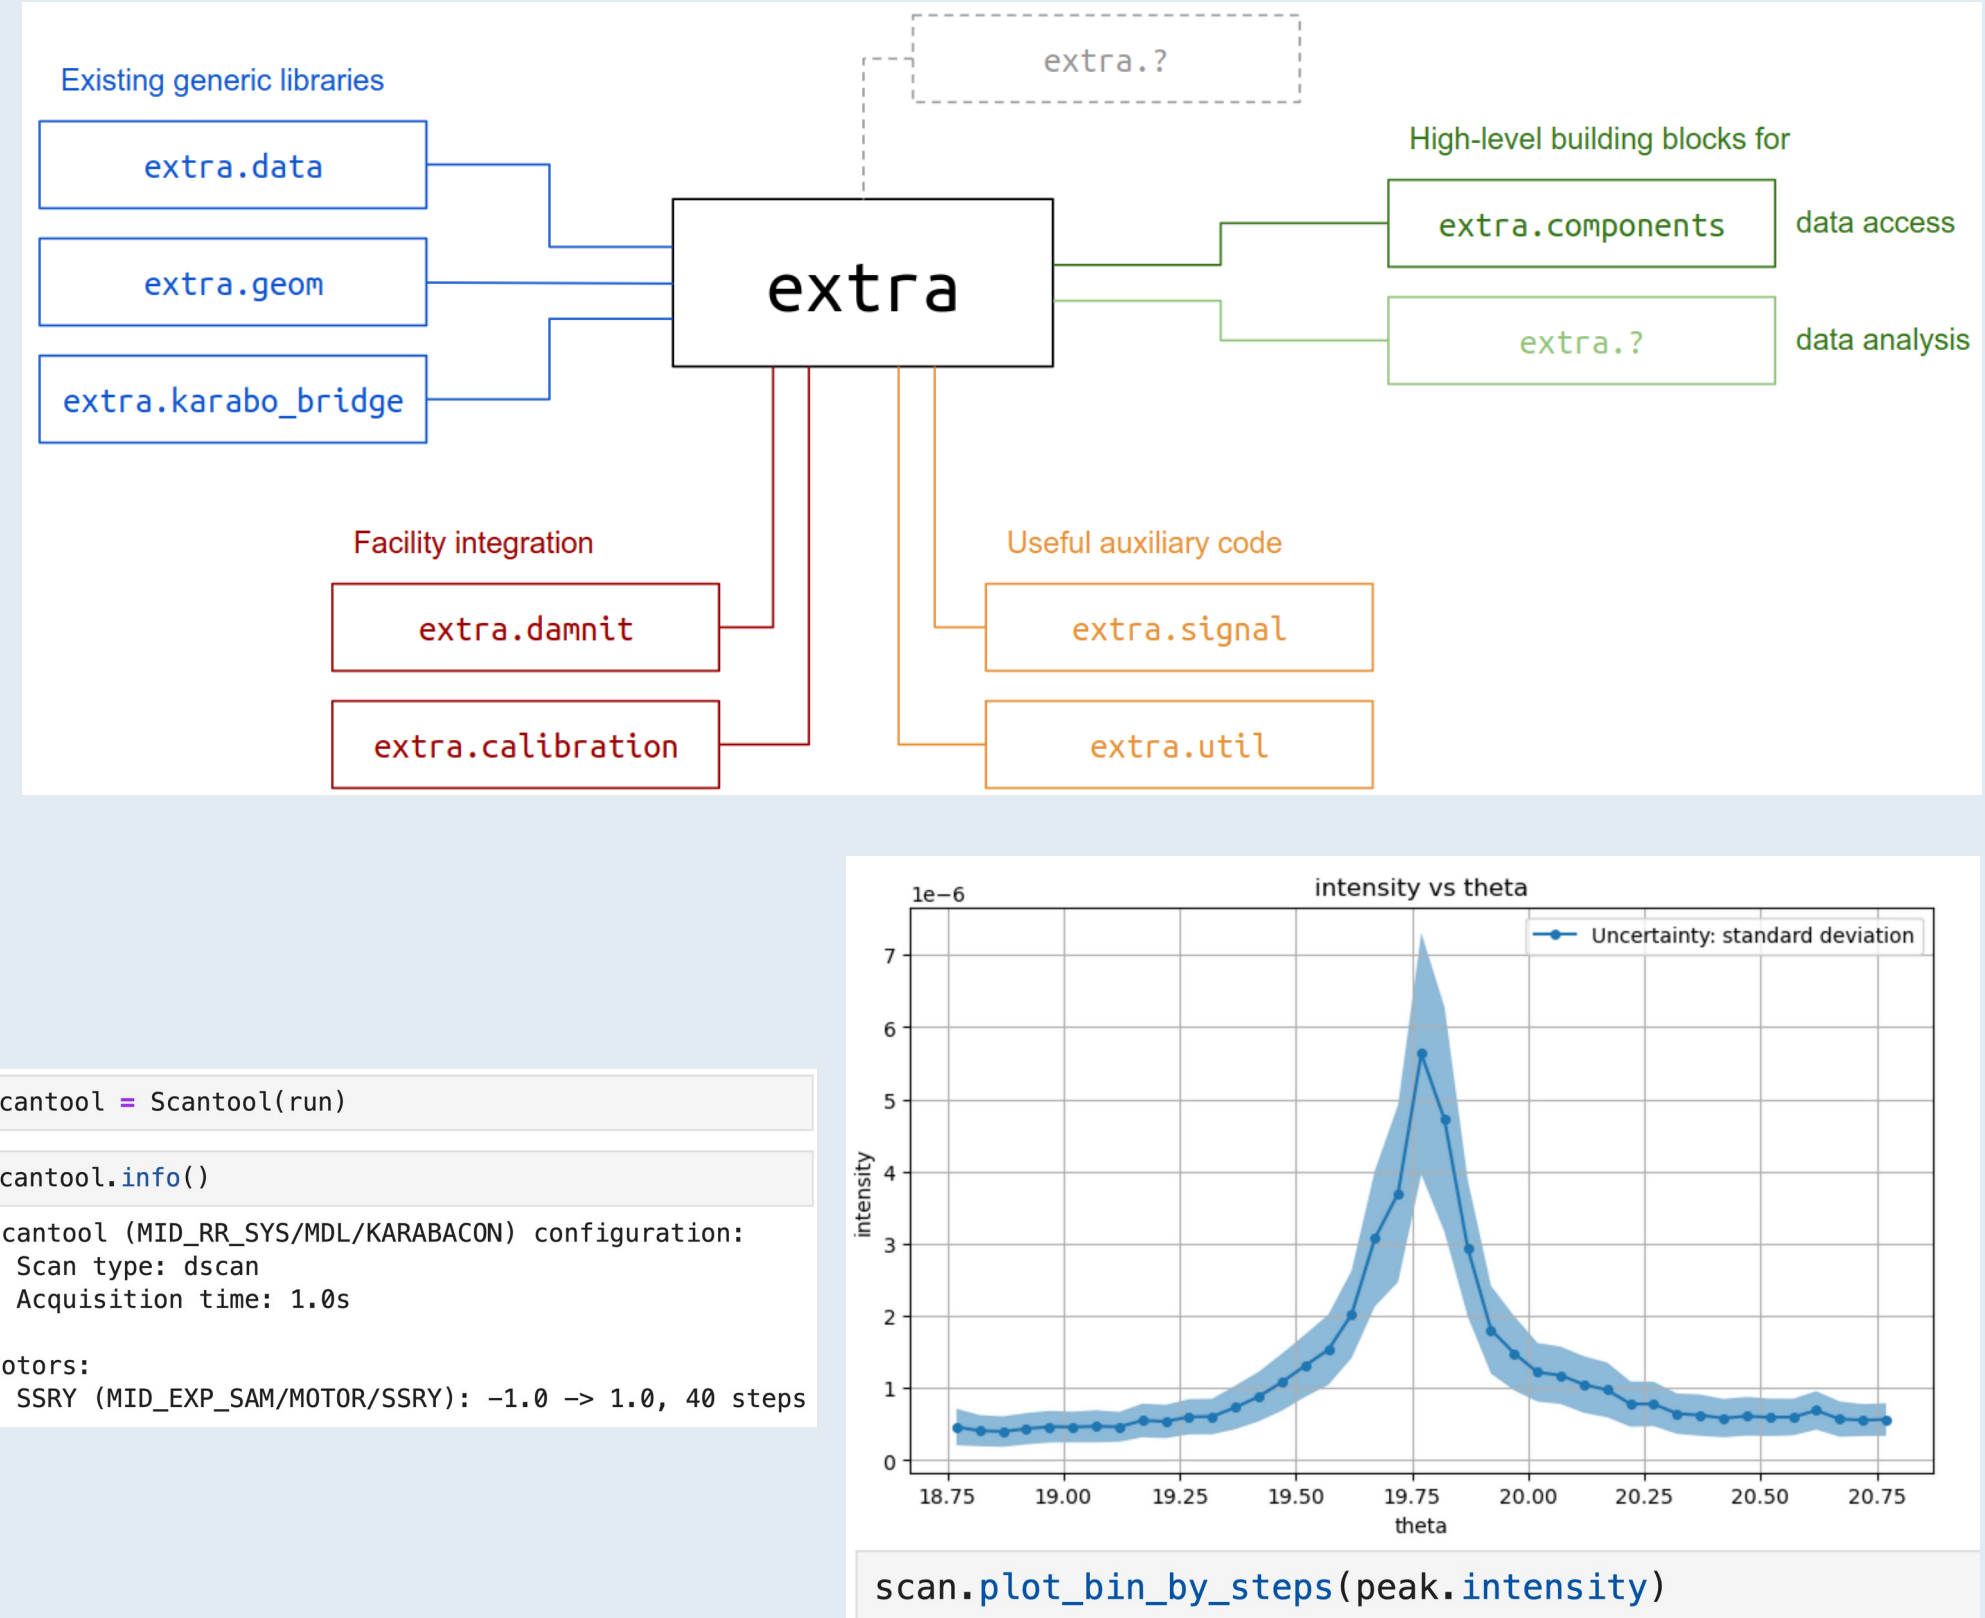 extra.?
Existing generic libraries
extra.data
extra.geom
extra.karabo_bridge
extra
High-level building blocks for
extra.components
data access
extra.?
data analysis
Facility integration
extra.damnit
extra.calibration
Useful auxiliary code
extra.signal
extra.util
cantool = Scantool(run)
cantool.info()
cantool (MID_RR_SYS/MDL/KARABACON) configuration:
Scan type: dscan
Acquisition time: 1.0s
otors:
SSRY (MID_EXP_SAM/MOTOR/SSRY): -1.0 -> 1.0, 40 steps
intensity vs theta
1e−6
Uncertainty: standard deviation
7
6
5
4
3
2
1
0
intensity
18.75 19.00 19.25 19.50 19.75 20.00 20.25 20.50 20.75
theta
scan.plot_bin_by_steps(peak.intensity)